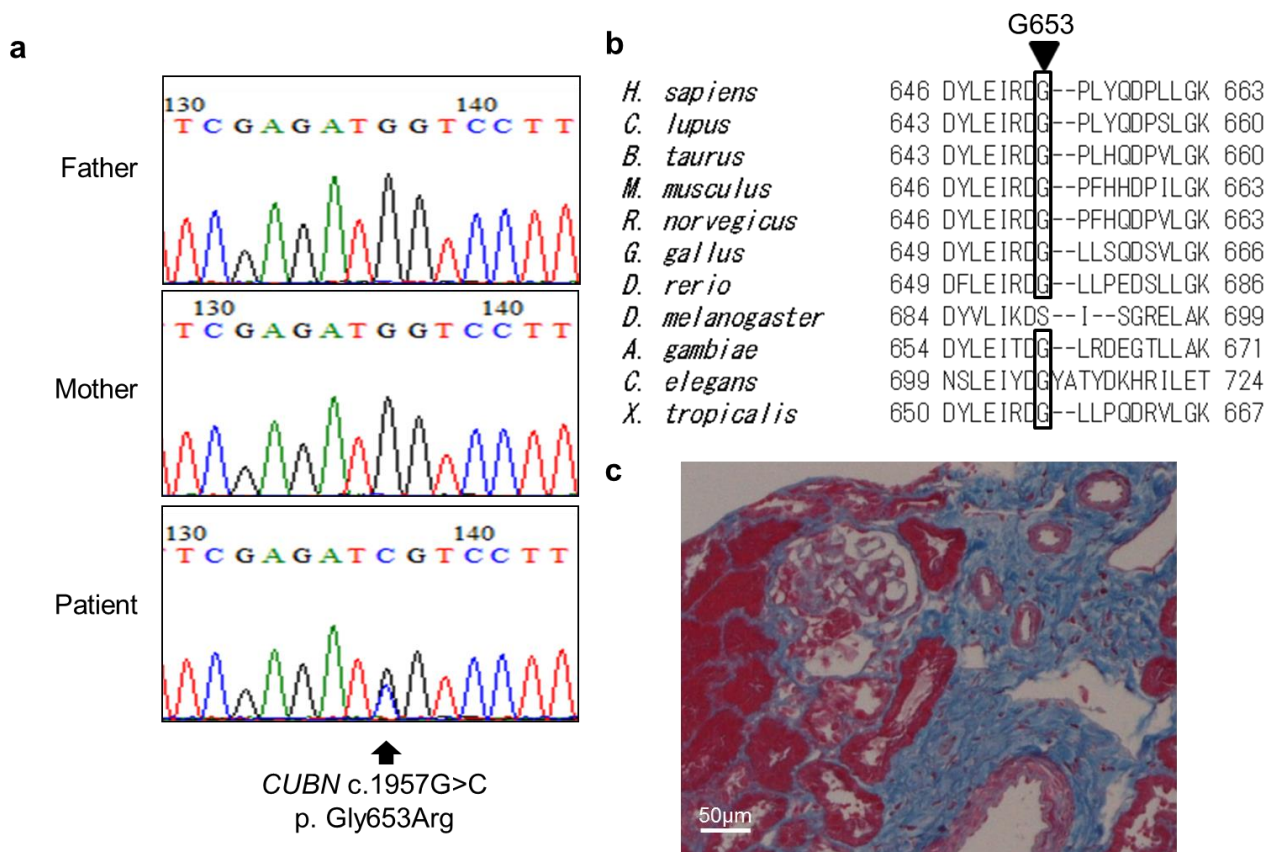 a
Father
130 140
T C G A G A T G G T C C T T
Mother
130 140
T C G A G A T G G T C C T T
Patient
130 140
T C G A G A T C G T C C T T
CUBN c.1957G>C
p. Gly653Arg
b
G653
H. sapiens 646 DYLEIRDG--PLYQDPLLGK 663
C. lupus 643 DYLEIRDG--PLYQDPSLGK 660
B. taurus 643 DYLEIRDG--PLHQDPVLGK 660
M. musculus 646 DYLEIRDG--PFHHDPILGK 663
R. norvegicus 646 DYLEIRDG--PFHQDPVLGK 663
G. gallus 649 DYLEIRDG--LLSQDSVLGK 666
D. rerio 649 DFLEIRDG--LLPEDSLLGK 686
D. melanogaster 684 DYVLIKDS--I--SGRELAK 699
A. gambiae 654 DYLEITDG--LRDEGTLLAK 671
C. elegans 699 NSLEIYDGYATYDKHRILET 724
X. tropicalis 650 DYLEIRDG--LLPQDRVLGK 667
c
50μm